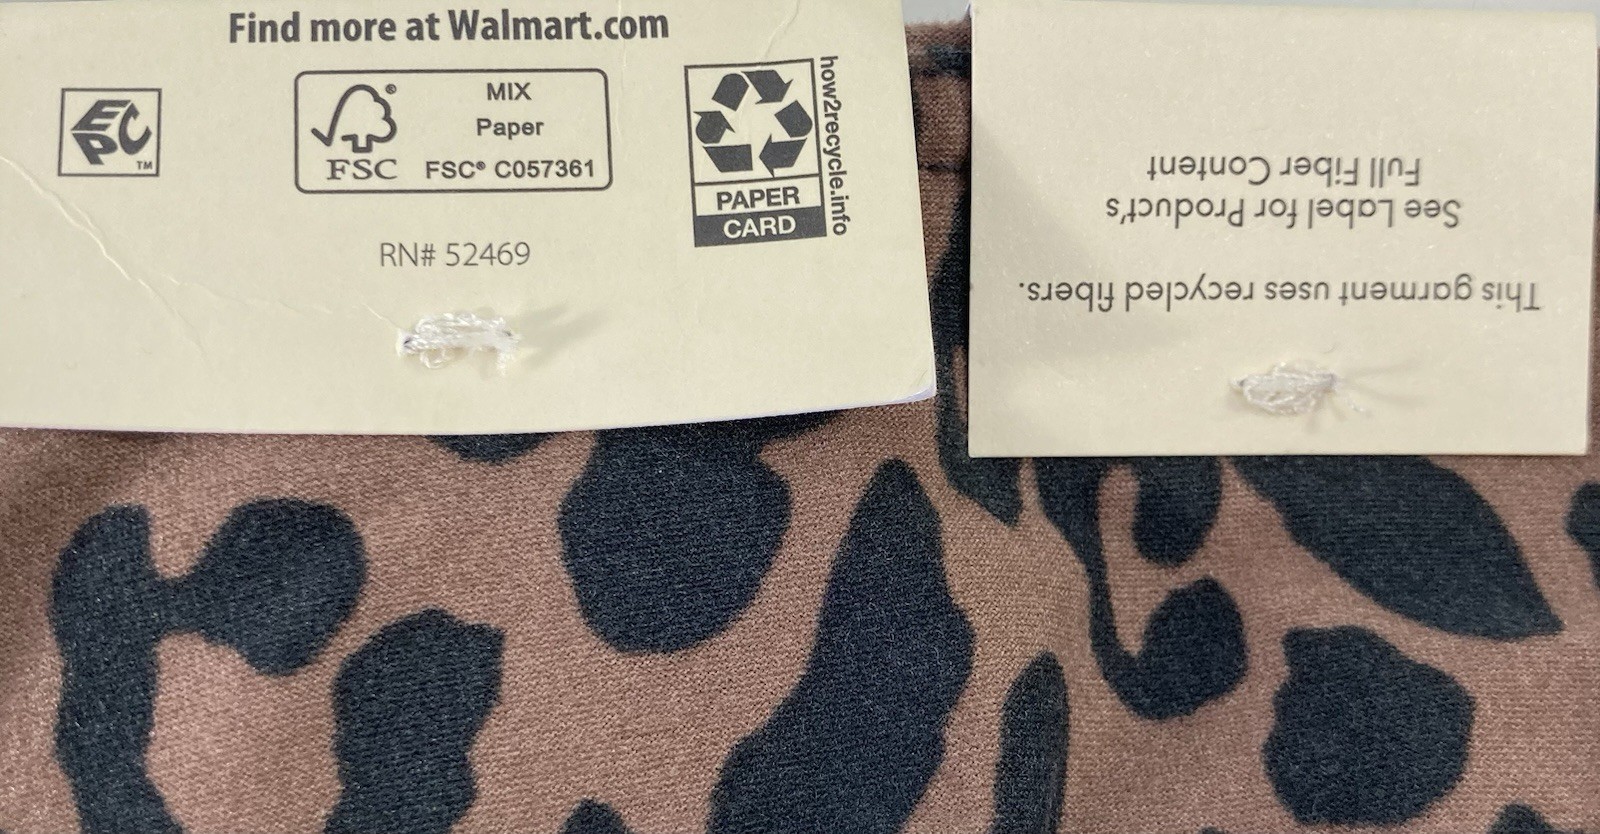 Find more at Walmart.com
EPC™
FSC®
MIX
Paper
FSC® C057361
PAPER
CARD
how2recycle.info
RN# 52469
This garment uses recycled fibers.
See Label for Product's
Full Fiber Content